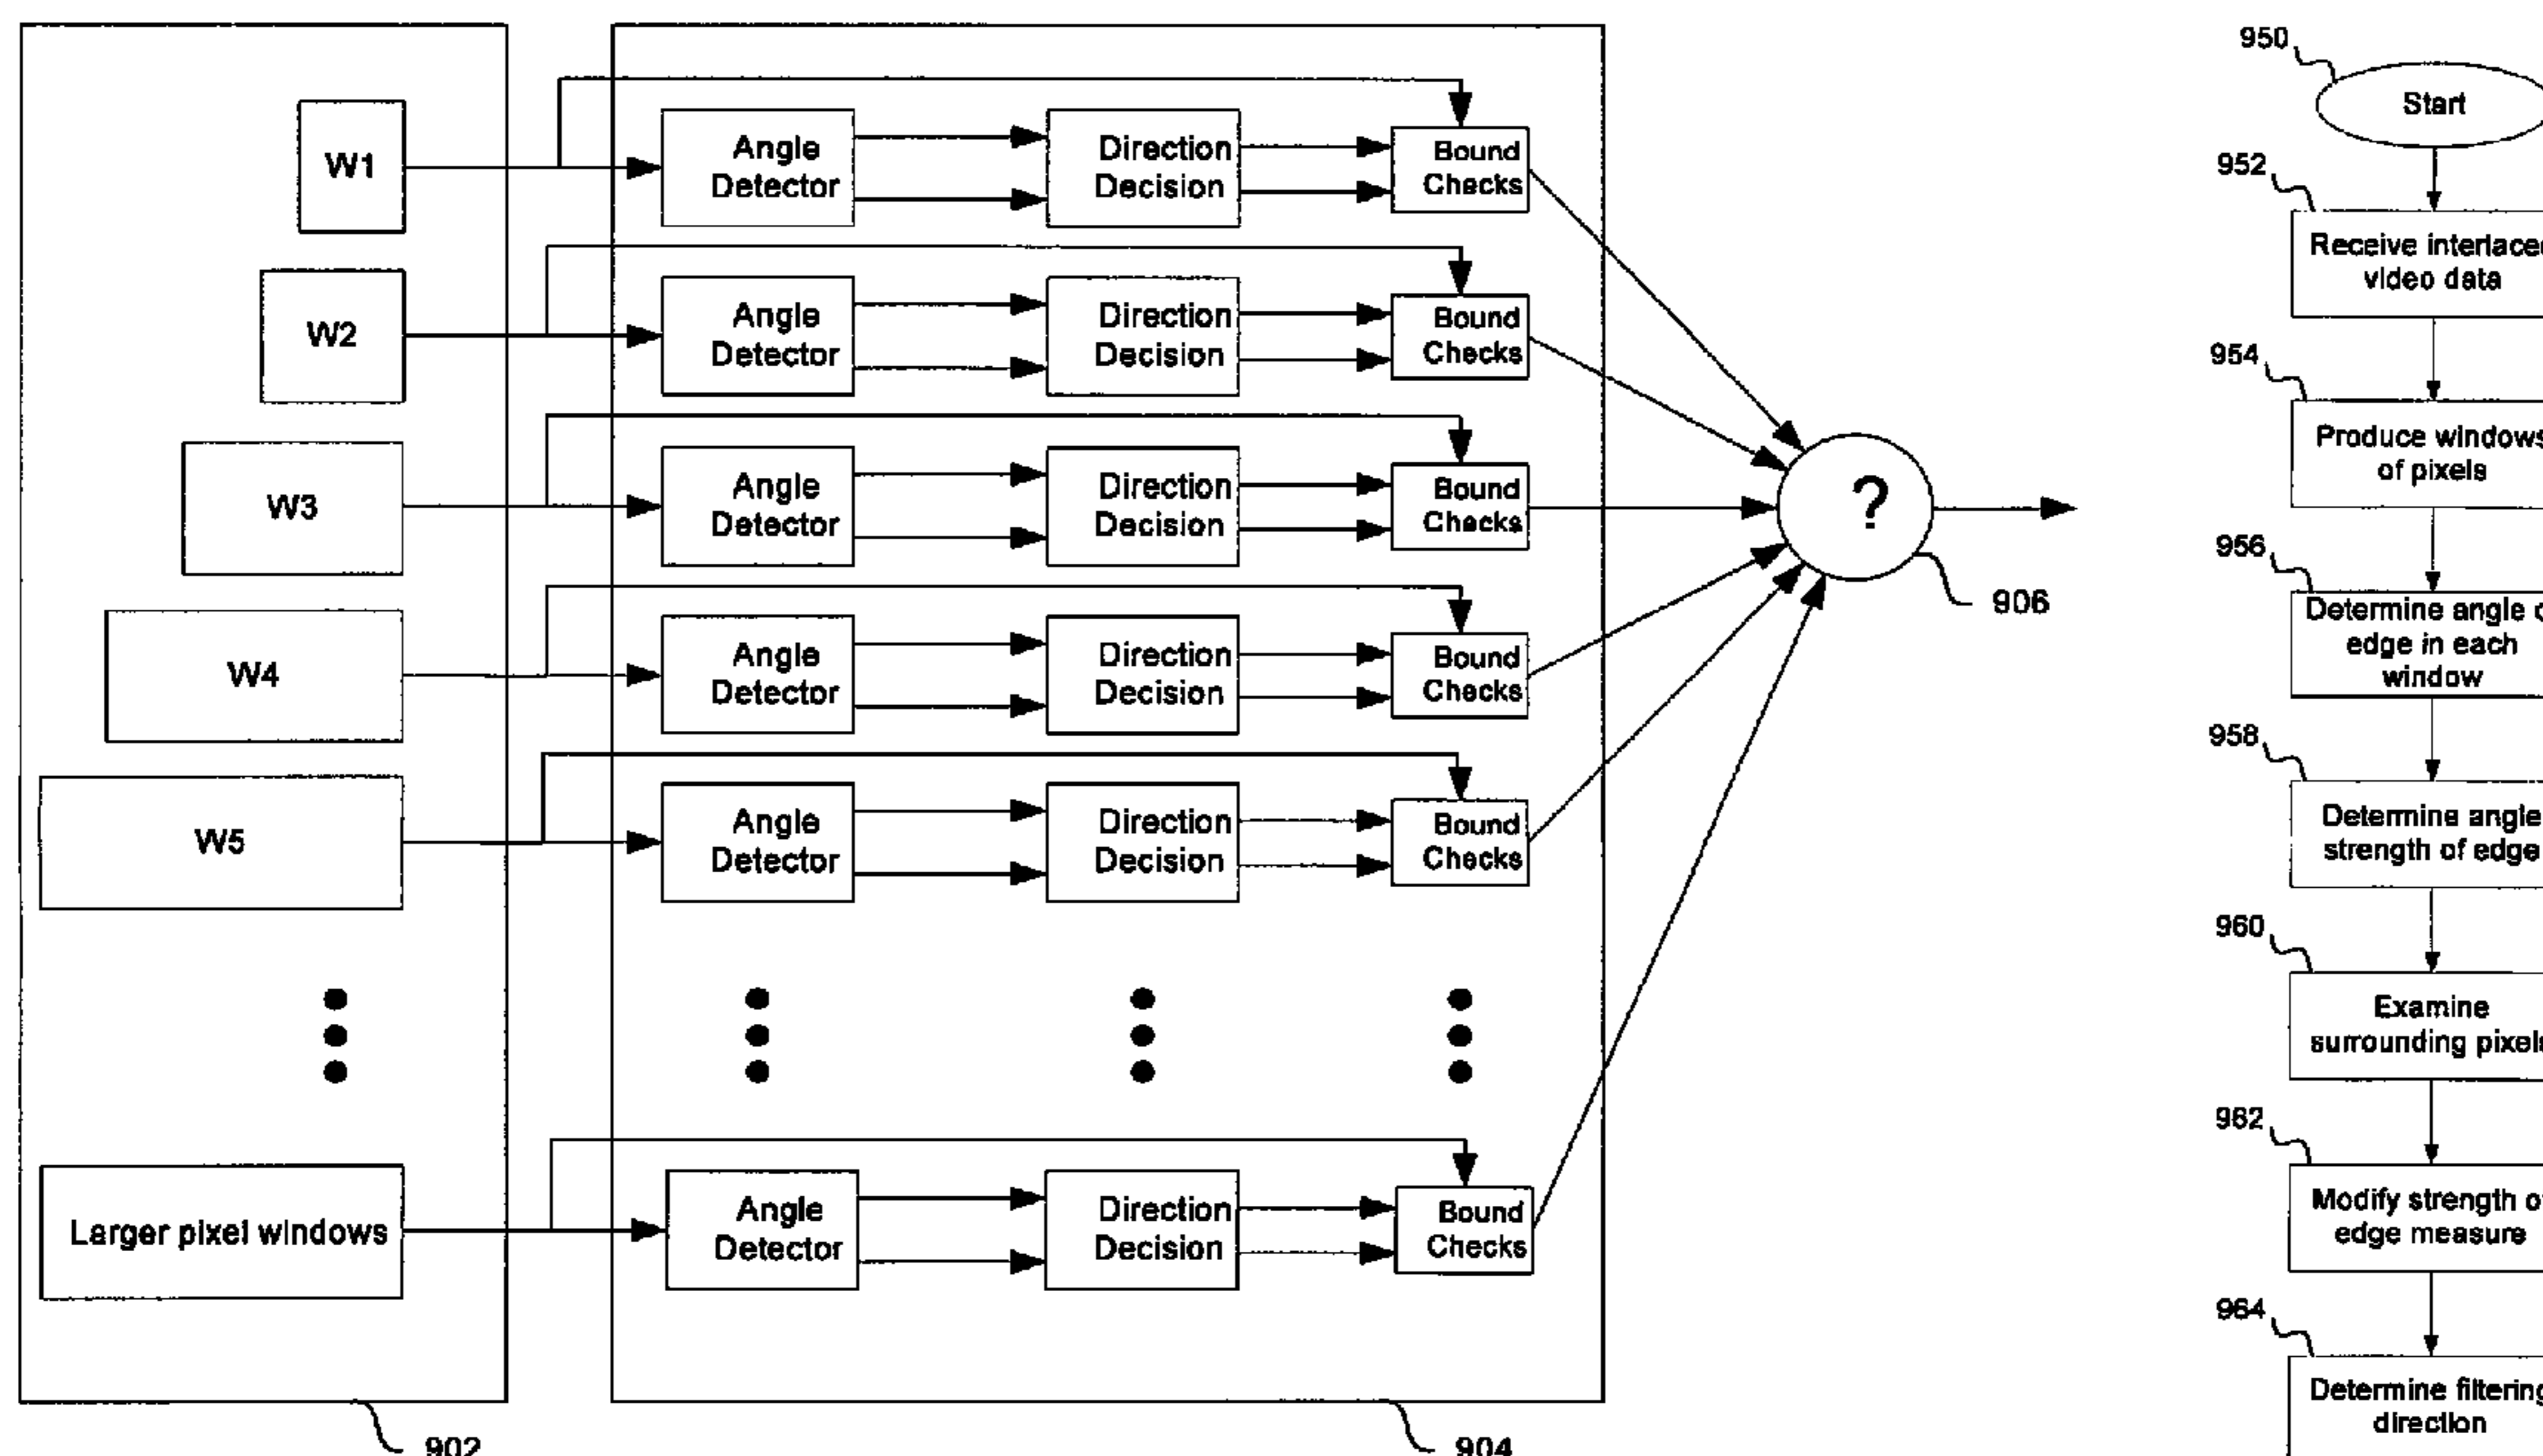 W1
Angle
Detector
Direction
Decision
Bound
Checks
W2
Angle
Detector
Direction
Decision
Bound
Checks
W3
Angle
Detector
Direction
Decision
Bound
Checks
?
906
W4
Angle
Detector
Direction
Decision
Bound
Checks
W5
Angle
Detector
Direction
Decision
Bound
Checks
Larger pixel windows
Angle
Detector
Direction
Decision
Bound
Checks
902
904
950
Start
952
Receive interlaced
video data
954
Produce windows
of pixels
956
Determine angle
edge in each
window
958
Determine angle
strength of edge
960
Examine
surrounding pixels
962
Modify strength of
edge measure
964
Determine filtering
direction